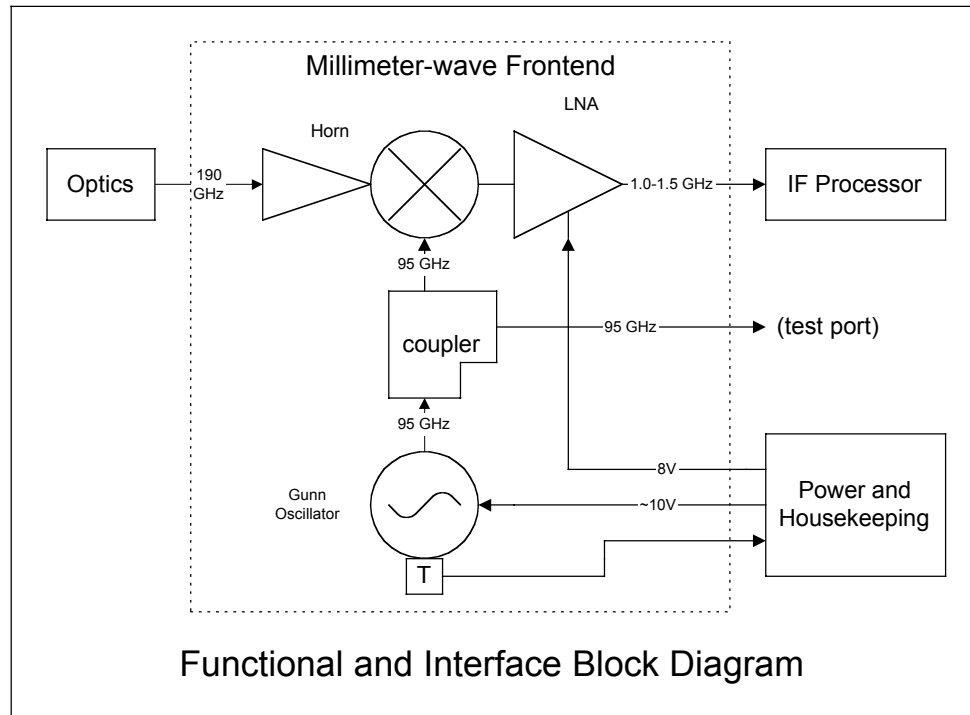 Millimeter-wave Frontend
LNA
Horn
Optics
190
GHz
1.0-1.5 GHz
IF Processor
95 GHz
coupler
95 GHz
(test port)
95 GHz
Gunn
Oscillator
8V
~10V
Power and
Housekeeping
T
Functional and Interface Block Diagram